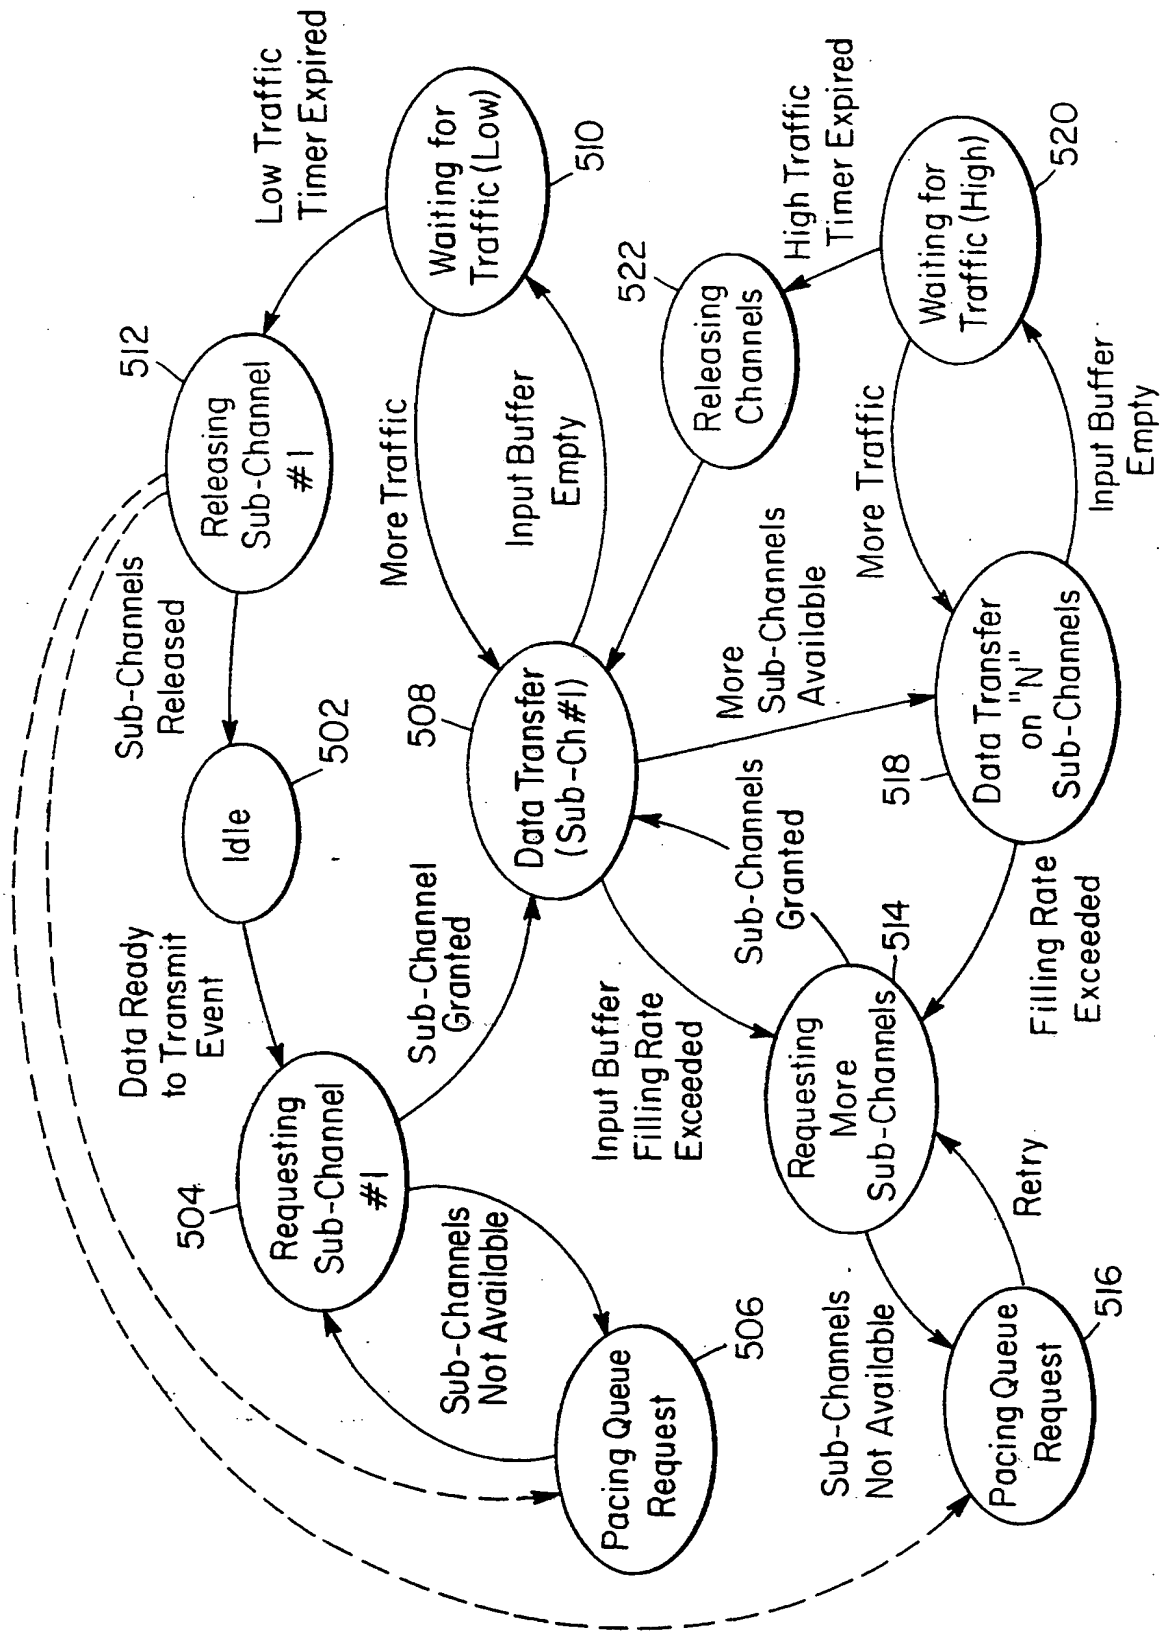 Low Traffic
Timer Expired
512
Releasing
Sub-Channel
#1
Waiting for
Traffic (Low)
510
Sub-Channels
Released
Idle
502
Data Ready
to Transmit
Event
504
Requesting
Sub-Channel
#1
Sub-Channel
Granted
More Traffic
Input Buffer
Empty
508
Data Transfer
(Sub-Ch#1)
Sub-Channels
Not Available
Pacing Queue
Request
506
522
Releasing
Channels
High Traffic
Timer Expired
Waiting for
Traffic (High)
520
More
Sub-Channels
Available
More Traffic
Input Buffer
Empty
Input Buffer
Filling Rate
Exceeded
Sub-Channels
Granted
514
Requesting
More
Sub-Channels
518
Data Transfer
on "N"
Sub-Channels
Filling Rate
Exceeded
Sub-Channels
Not Available
Retry
Pacing Queue
Request
516